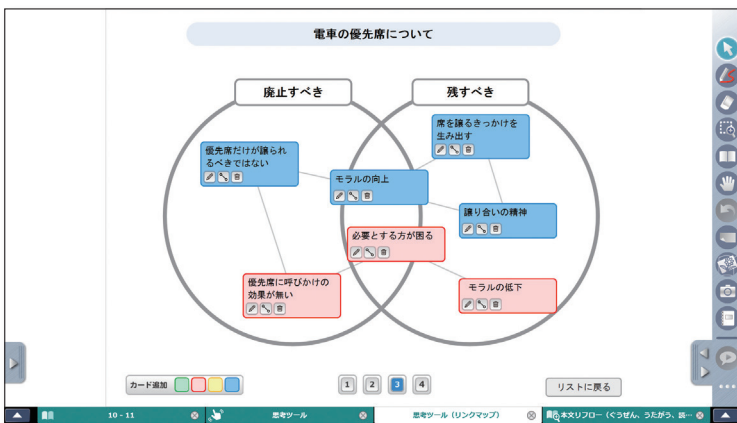 電車の優先席について
廃止すべき
残すべき
優先席だけが譲られ
るべきではない
モラルの向上
席を譲るきっかけを
生み出す
譲り合いの精神
必要とする方が困る
優先席に呼びかけの
効果が無い
モラルの低下
カード追加
1 2 3 4
リストに戻る
10 - 11
思考ツール
思考ツール（リンクマップ）
本文リフロー（ぐうぜん、うたがう、読…